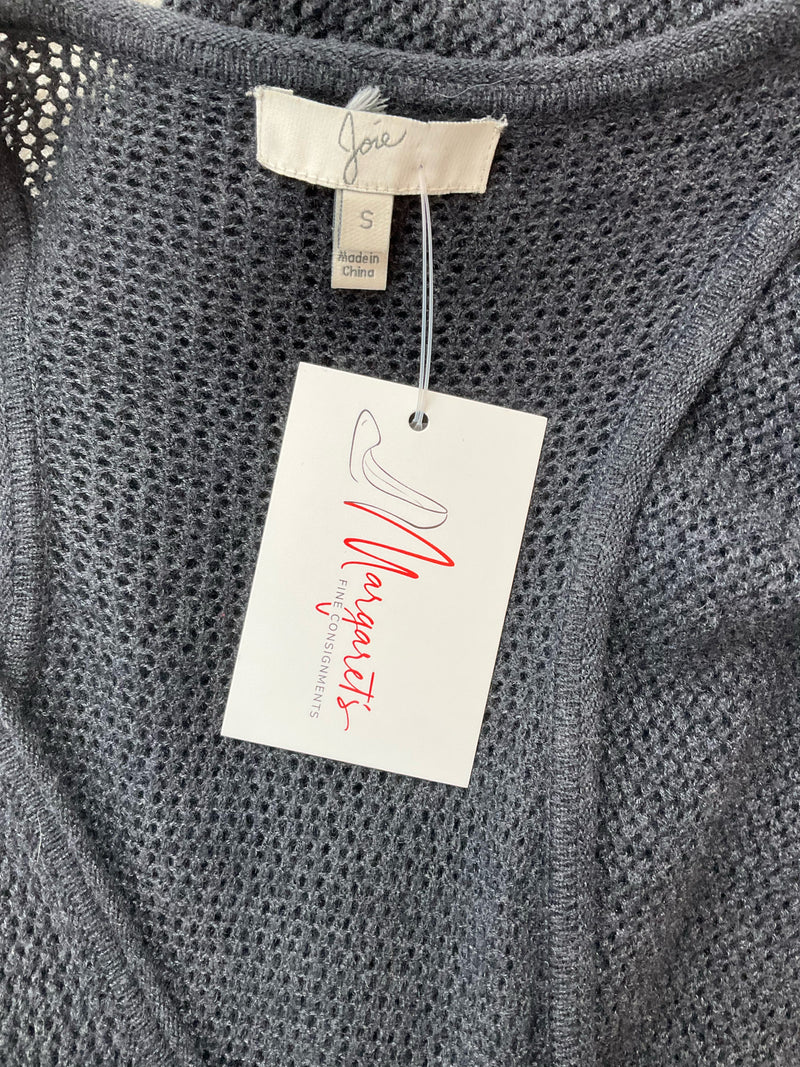 Joie
S
Made in
China
Margaret's
FINE CONSIGNMENTS